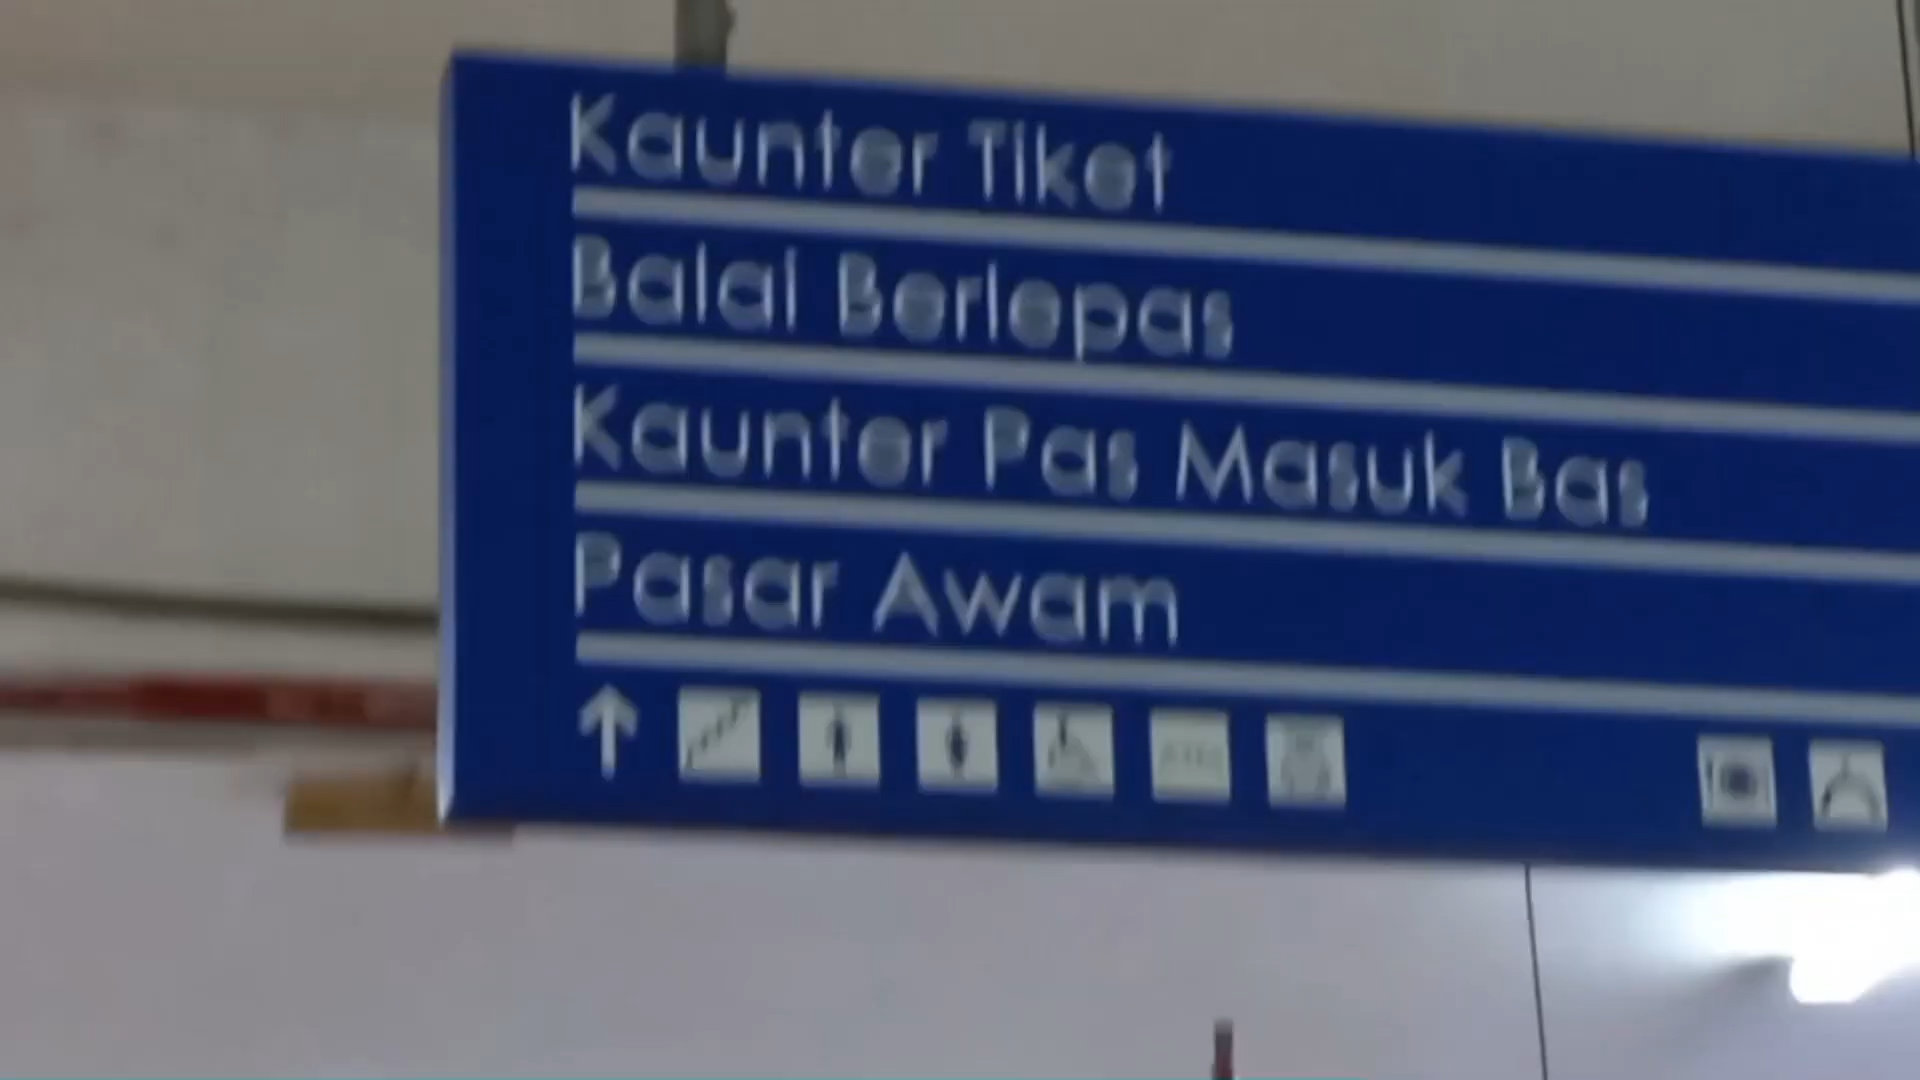 Kaunter Tiket
Balai Berlepas
Kaunter Pas Masuk Bas
Pasar Awam